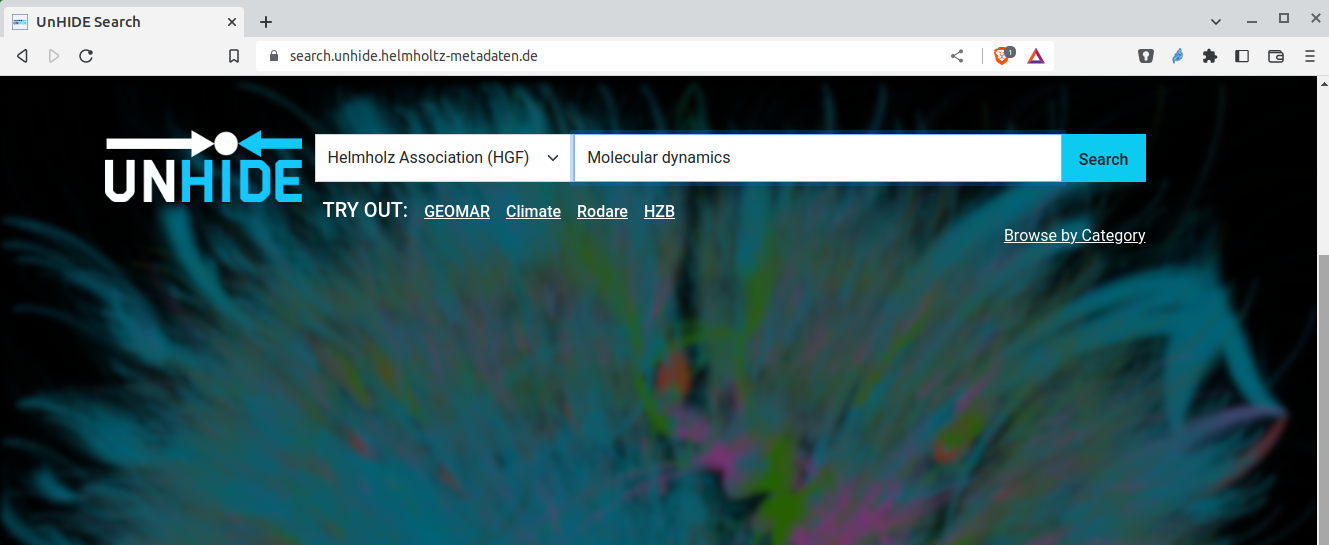 UnHIDE Search
search.unhide.helmholtz-metadaten.de
1
UNHIDE
Helmholz Association (HGF)
Molecular dynamics
Search
TRY OUT: GEOMAR Climate Rodare HZB
Browse by Category